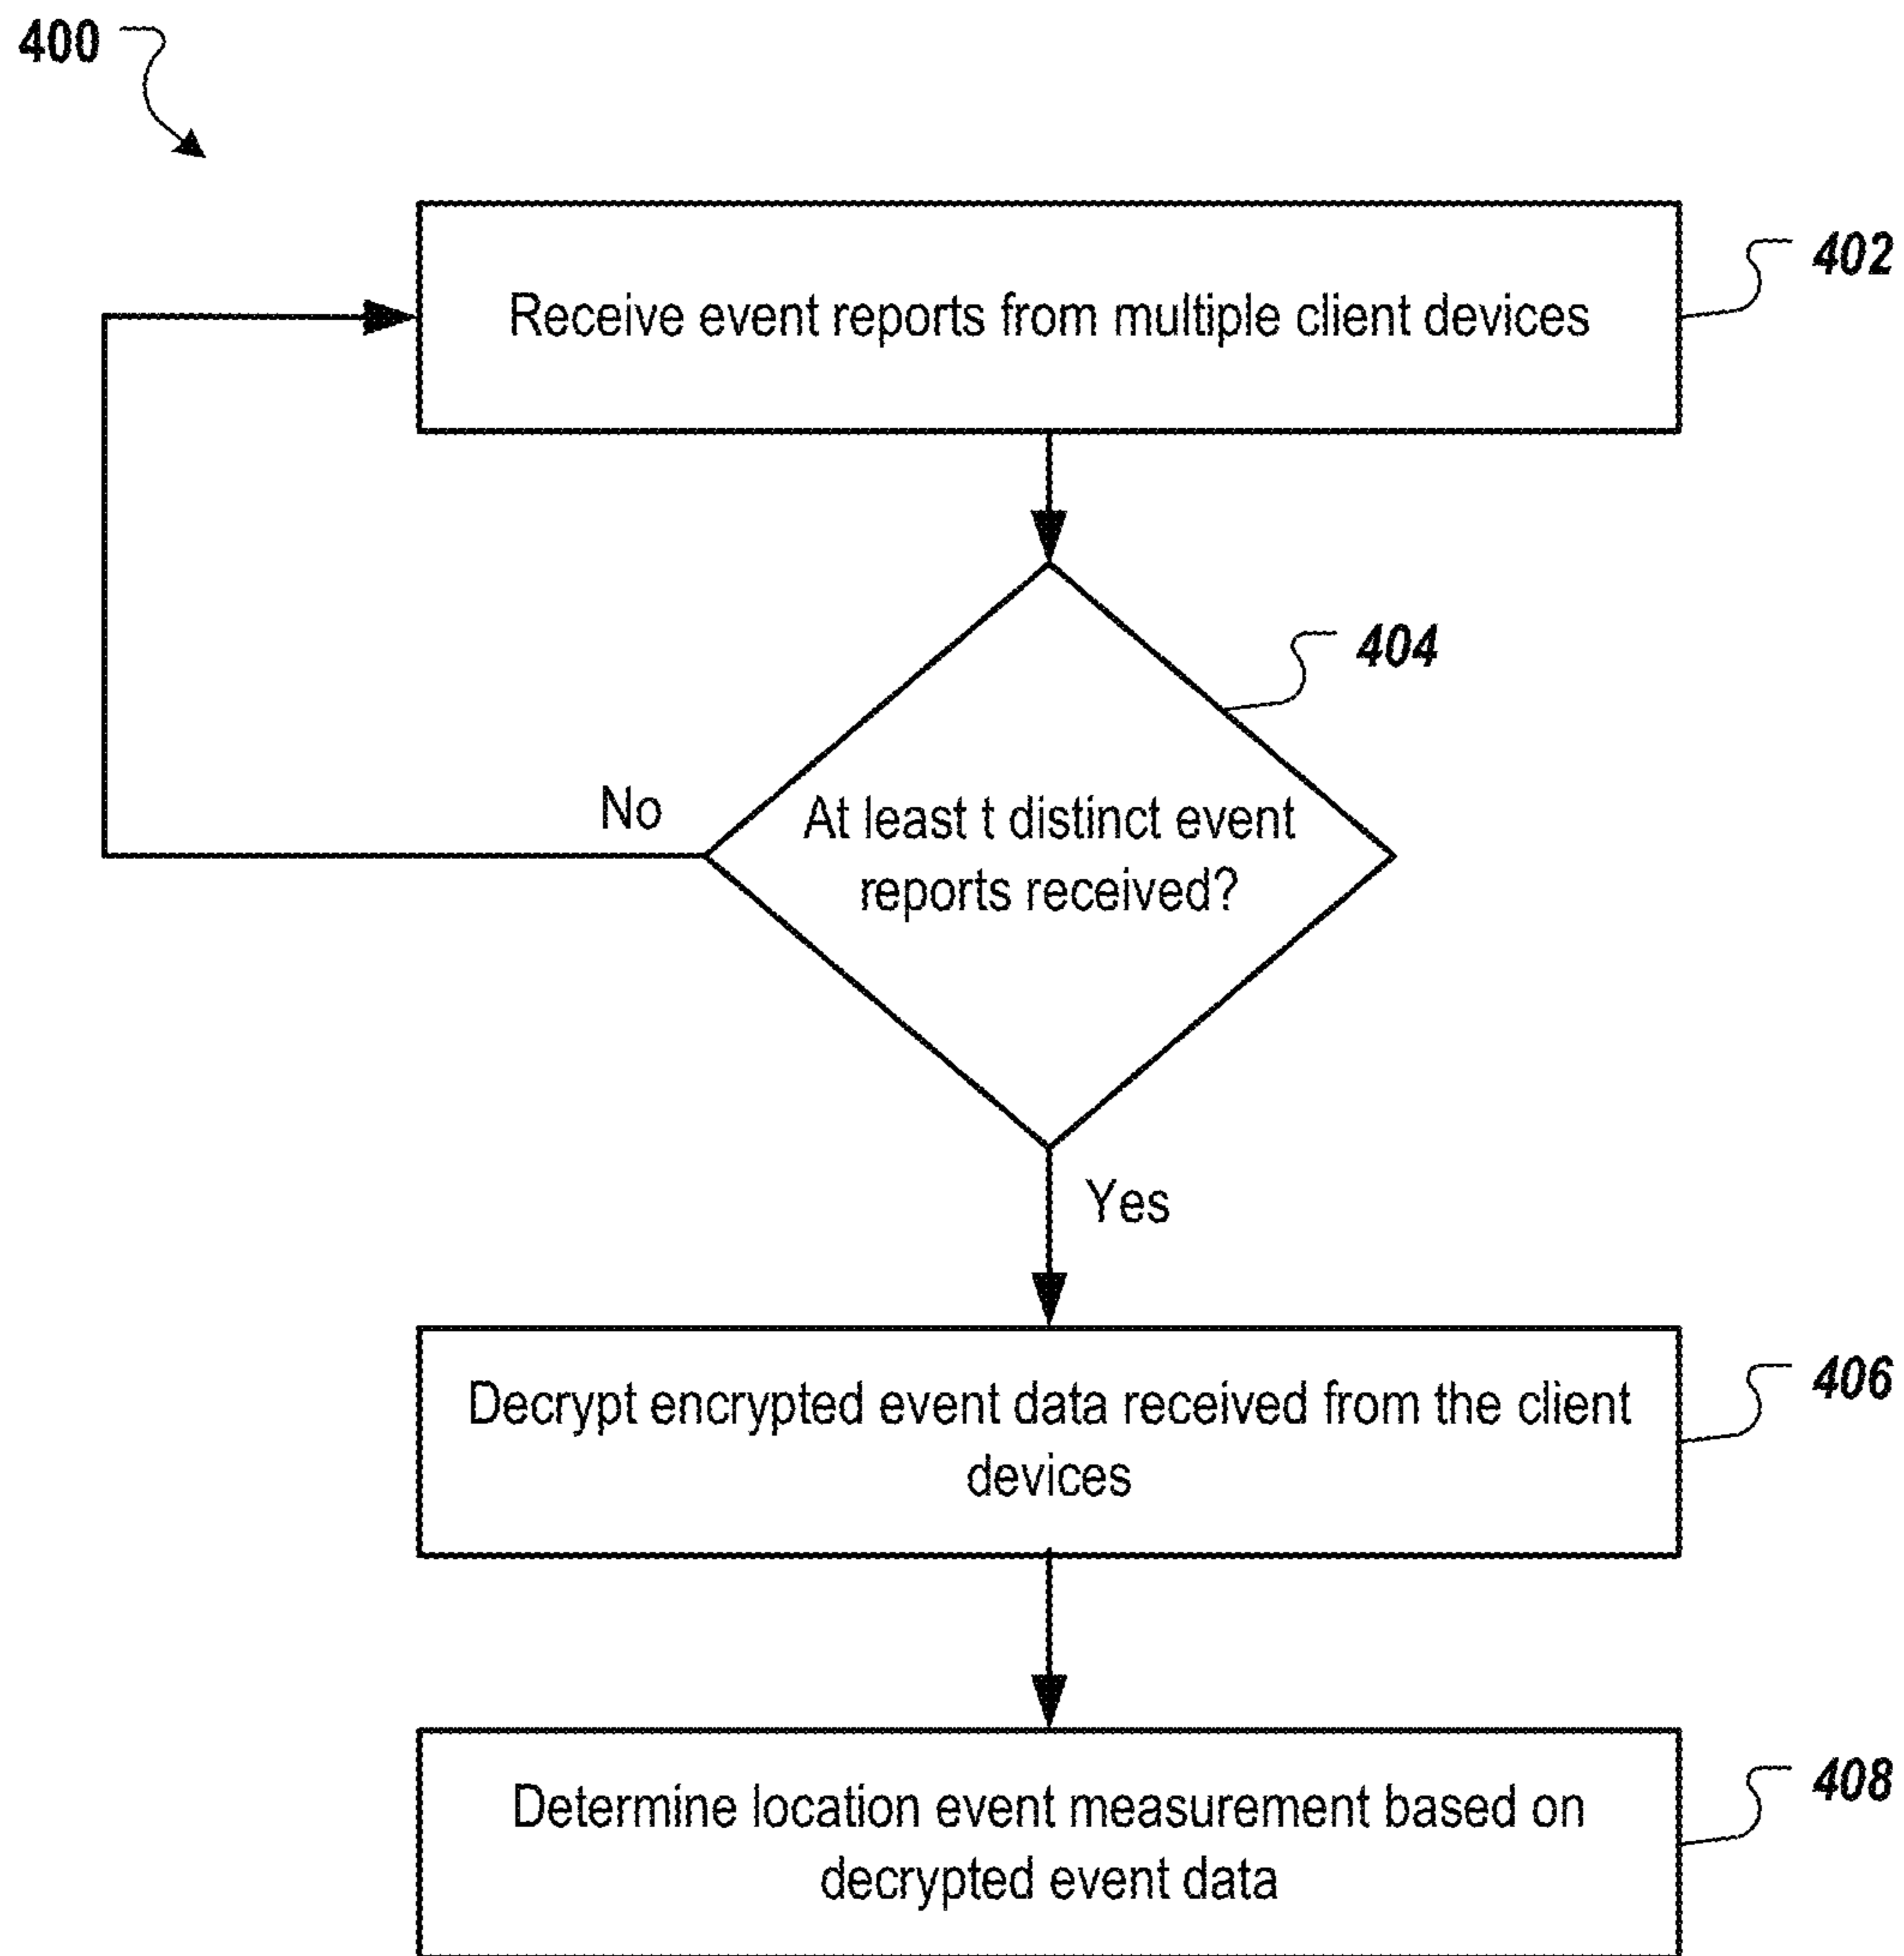 400
402
Receive event reports from multiple client devices
404
No
At least t distinct event
reports received?
Yes
406
Decrypt encrypted event data received from the client
devices
408
Determine location event measurement based on
decrypted event data